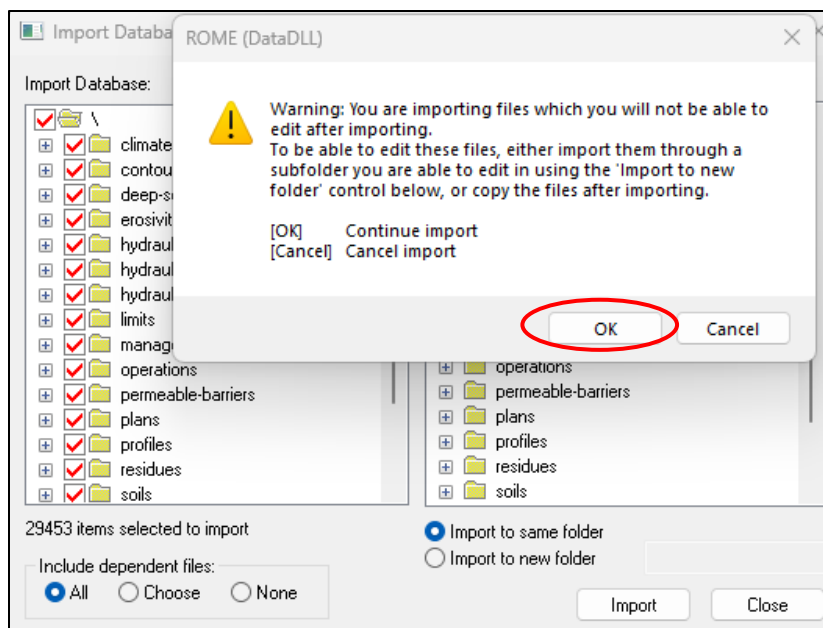 Import Databa
ROME (DataDLL)
Import Database:
Warning: You are importing files which you will not be able to
edit after importing.
To be able to edit these files, either import them through a
subfolder you are able to edit in using the 'Import to new
folder' control below, or copy the files after importing.
[OK] Continue import
[Cancel] Cancel import
OK
Cancel
\
climate
contou
deep-s
erosivit
hydraul
hydraul
hydraul
limits
manag
operations
permeable-barriers
plans
profiles
residues
soils
operations
permeable-barriers
plans
profiles
residues
soils
29453 items selected to import
Include dependent files:
All
Choose
None
Import to same folder
Import to new folder
Import
Close